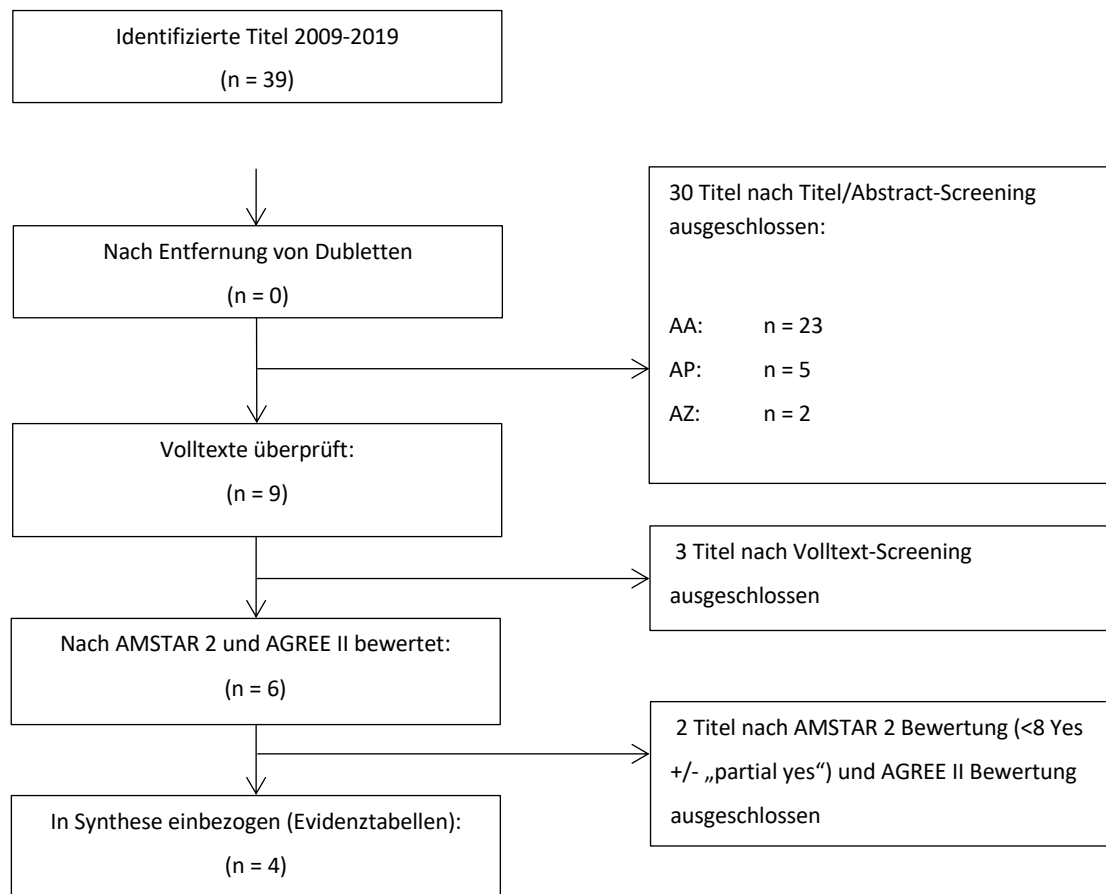 Identifizierte Titel 2009-2019
(n = 39)
30 Titel nach Titel/Abstract-Screening
ausgeschlossen:
AA: n = 23
AP: n = 5
AZ: n = 2
Nach Entfernung von Dubletten
(n = 0)
Volltexte überprüft:
(n = 9)
3 Titel nach Volltext-Screening
ausgeschlossen
Nach AMSTAR 2 und AGREE II bewertet:
(n = 6)
2 Titel nach AMSTAR 2 Bewertung (<8 Yes
+/- „partial yes“) und AGREE II Bewertung
ausgeschlossen
In Synthese einbezogen (Evidenztabellen):
(n = 4)